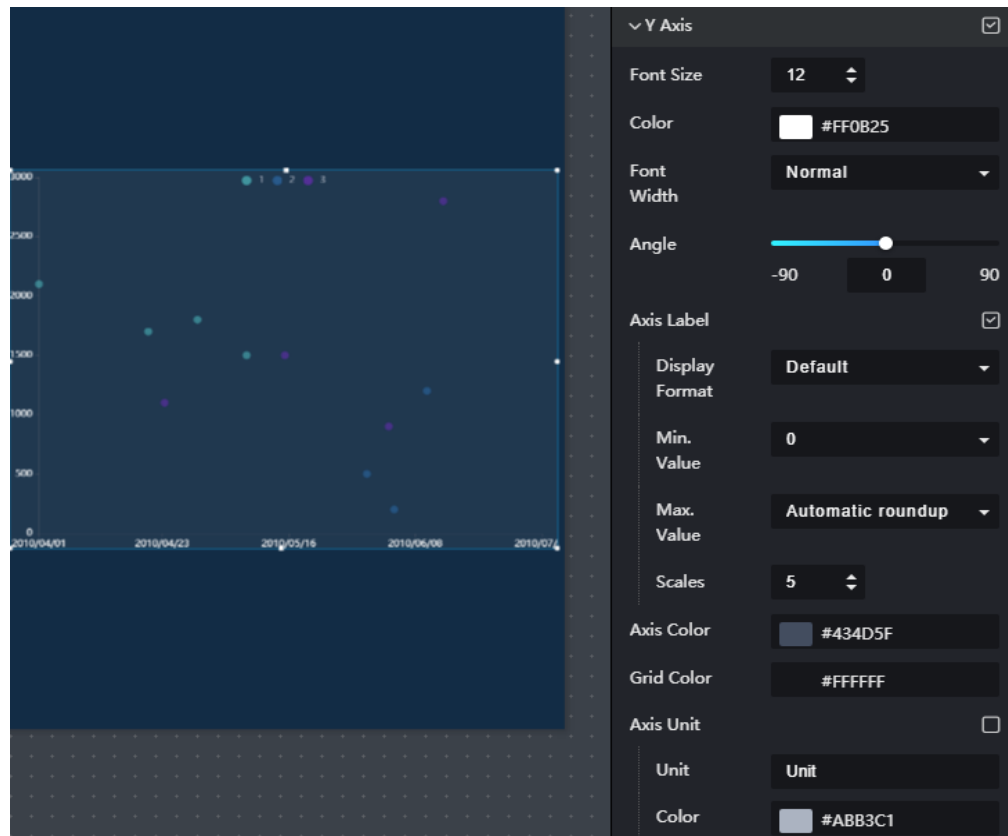 3000
1 2 3
2500
2000
1500
1000
500
0
2010/04/01 2010/04/23 2010/05/16 2010/06/08 2010/07/
Y Axis
Font Size 12
Color #FF0B25
Font Width Normal
Angle
-90 0 90
Axis Label
Display Format Default
Min. Value 0
Max. Value Automatic roundup
Scales 5
Axis Color #434D5F
Grid Color #FFFFFF
Axis Unit
Unit Unit
Color #ABB3C1